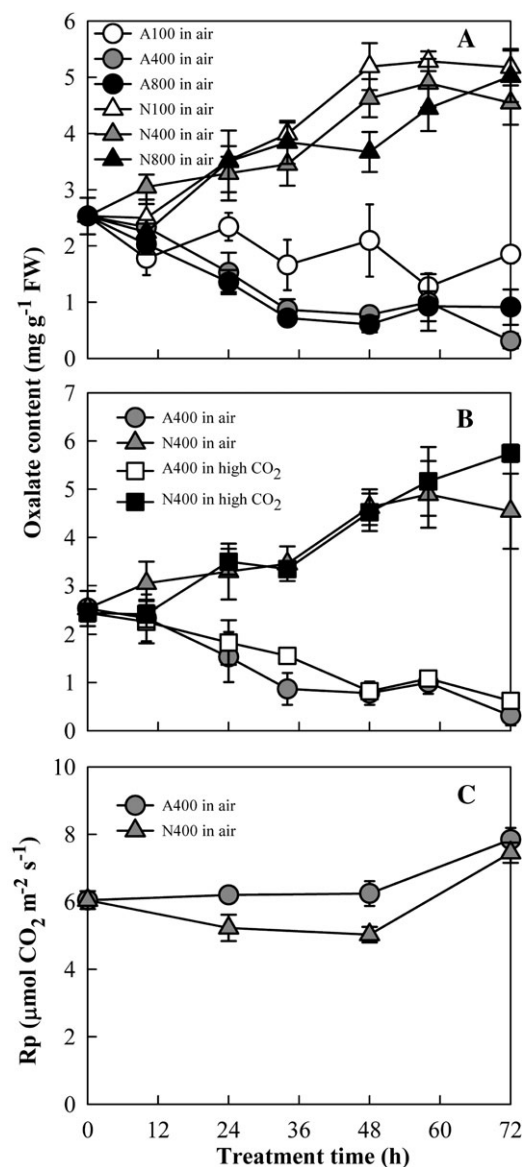 6
5
4
3
2
1
0
A100 in air
A400 in air
A800 in air
N100 in air
N400 in air
N800 in air
A
Oxalate content (mg g⁻¹ FW)
7
6
5
4
3
2
1
0
A400 in air
N400 in air
A400 in high CO₂
N400 in high CO₂
B
10
8
6
4
2
0
A400 in air
N400 in air
C
Rp (µmol CO₂ m⁻² s⁻¹)
0 12 24 36 48 60 72
Treatment time (h)